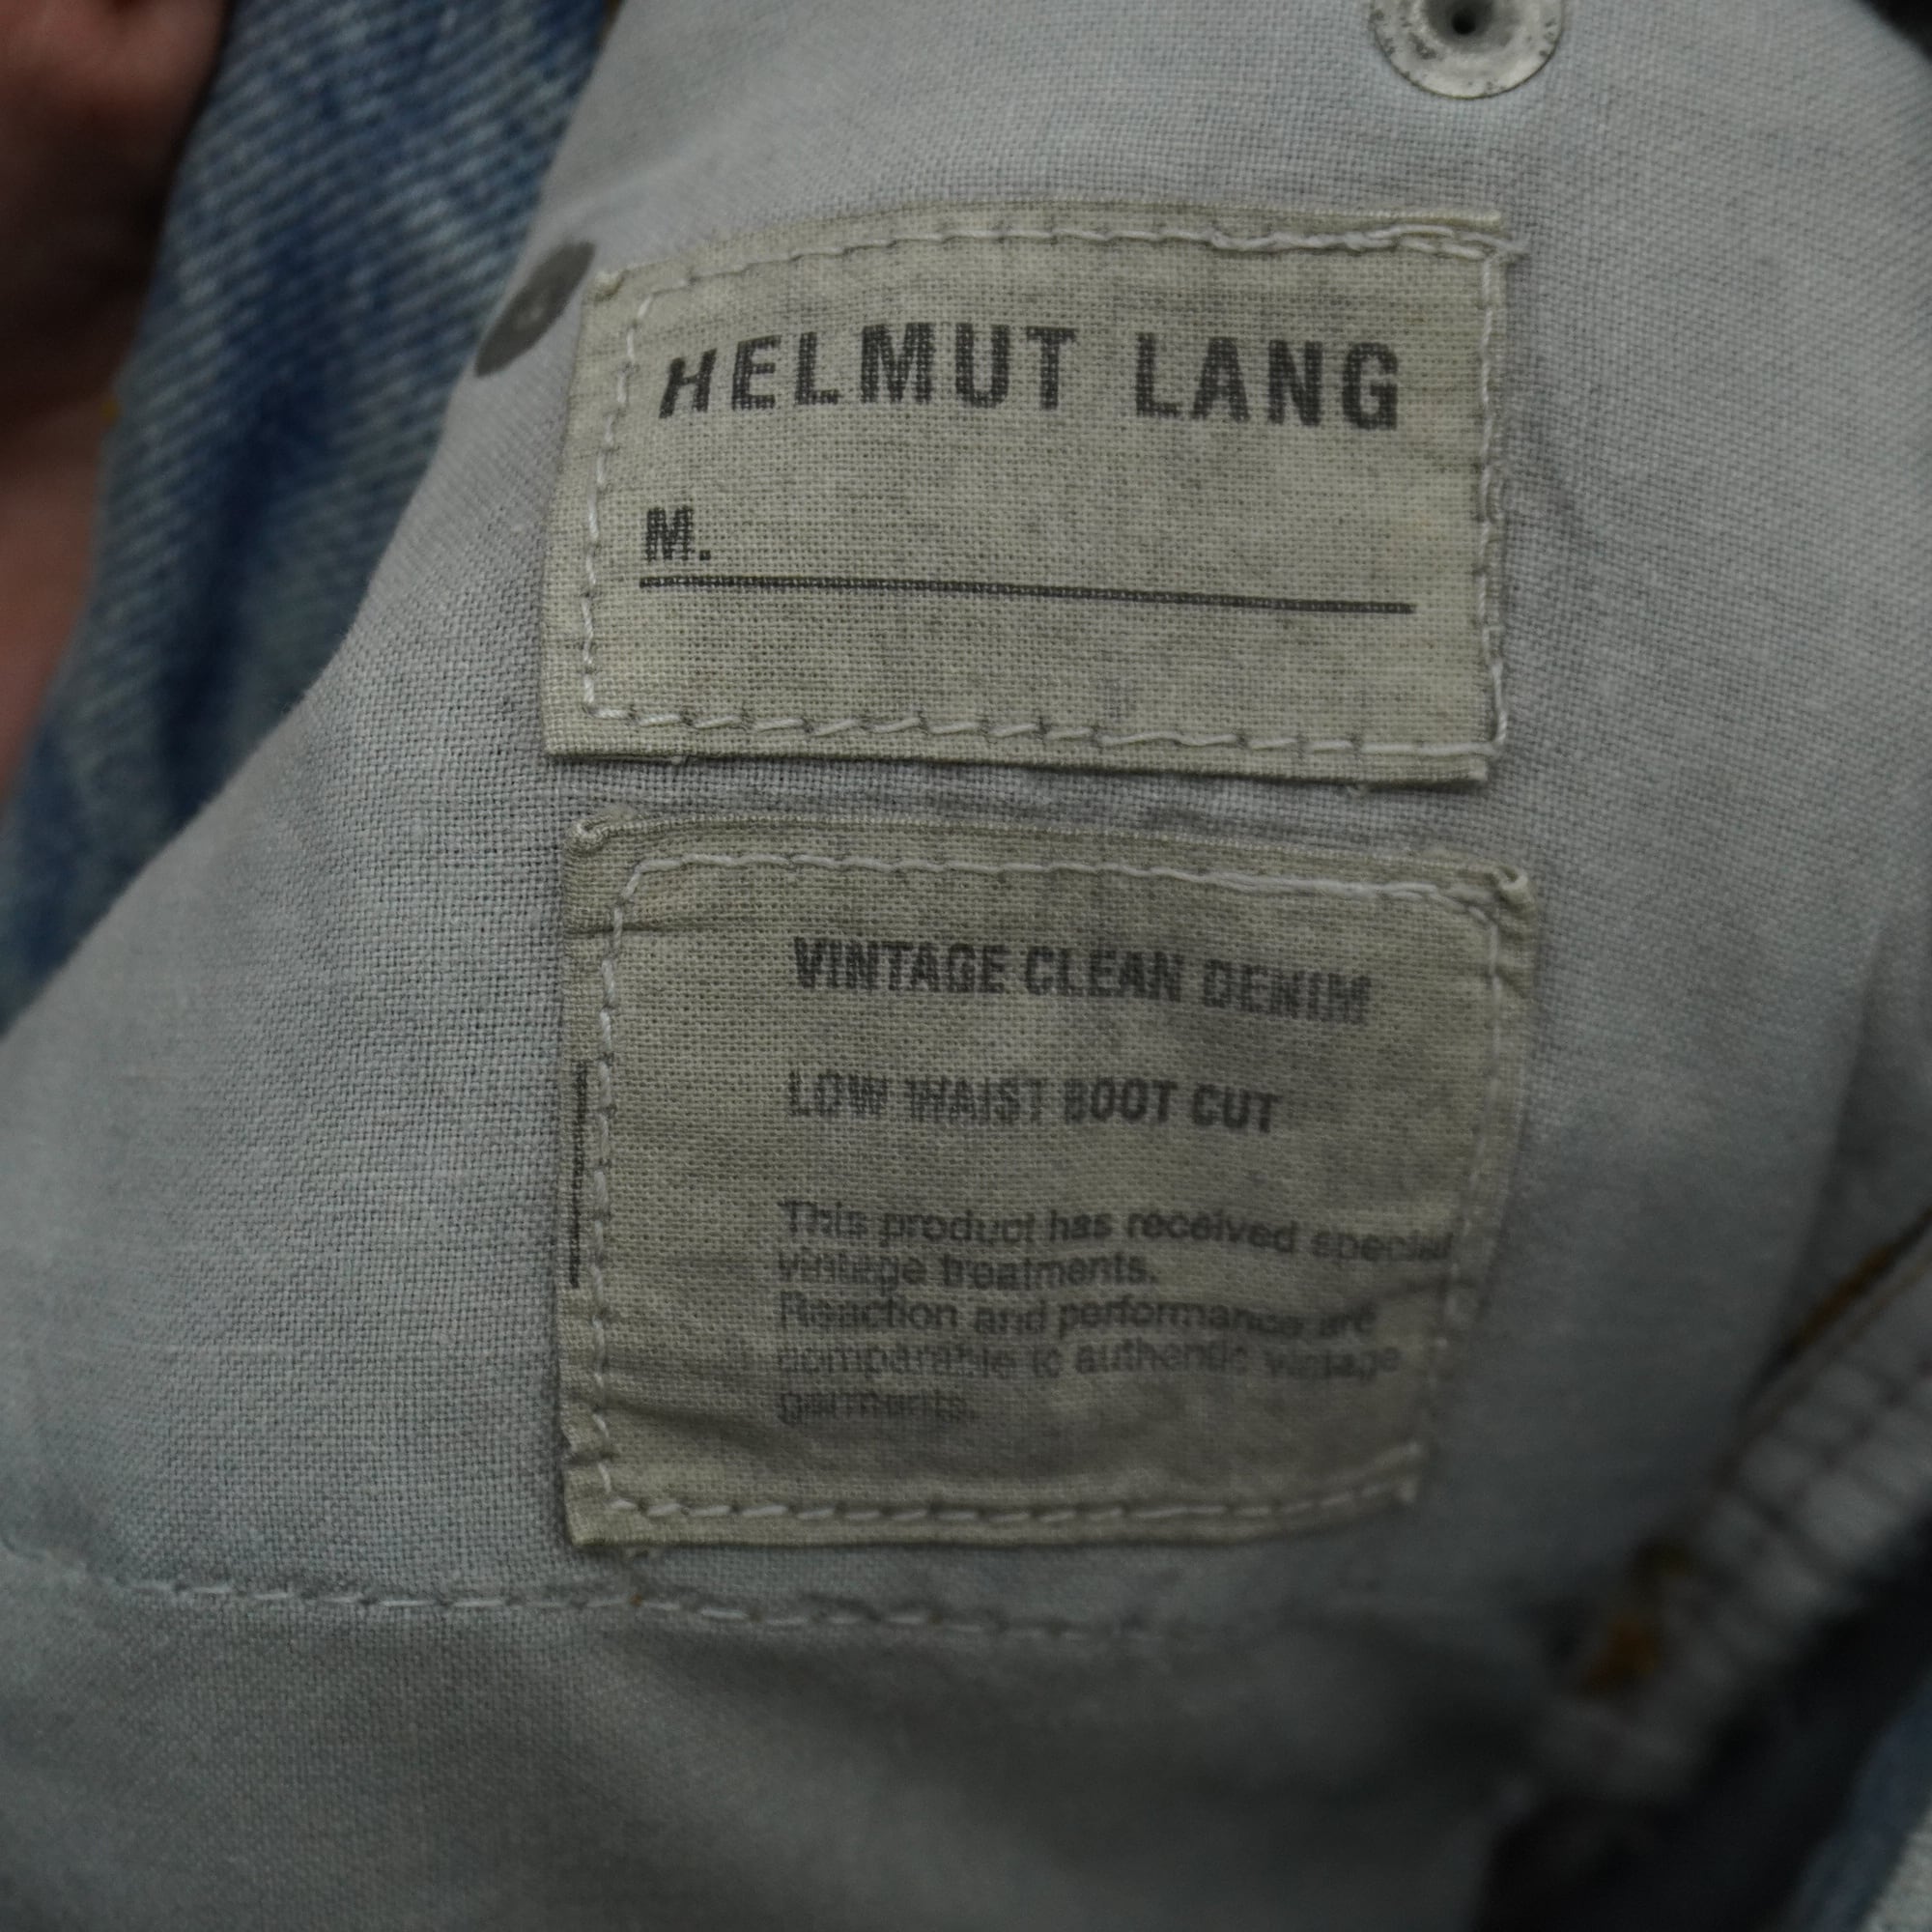 HELMUT LANG
M.
VINTAGE CLEAN DENIM
LOW WAIST BOOT CUT
This product has received special
vintage treatments.
Reaction and performance are
comparable to authentic vintage
garments.